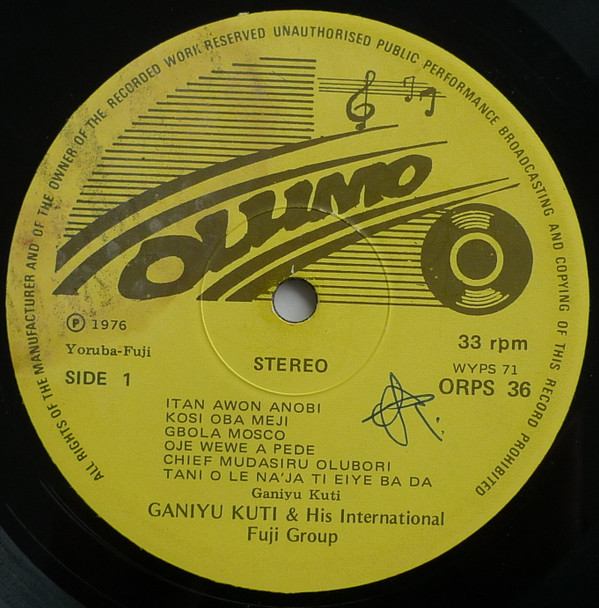 ALL RIGHTS OF THE MANUFACTURER AND OF THE OWNER OF THE RECORDED WORK RESERVED UNAUTHORISED PUBLIC PERFORMANCE BROADCASTING AND COPYING OF THIS RECORD PROHIBITED
OLUMO
℗ 1976
Yoruba-Fuji
SIDE 1
STEREO
33 rpm
WYPS 71
ORPS 36
ITAN AWON ANOBI
KOSI OBA MEJI
GBOLA MOSCO
OJE WEWE A PEDE
CHIEF MUDASIRU OLUBORI
TANI O LE NA'JA TI EIYE BA DA
Ganiyu Kuti
GANIYU KUTI & His International
Fuji Group